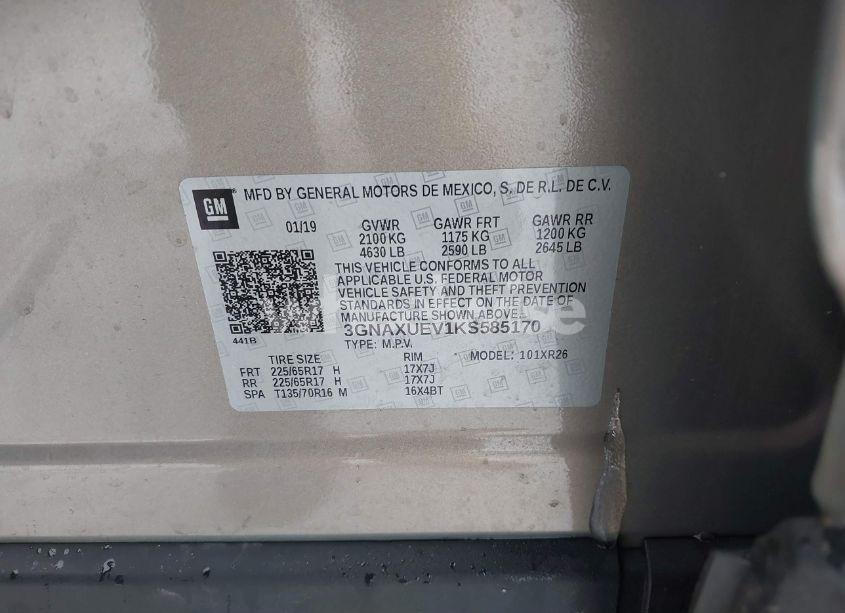 GM
MFD BY GENERAL MOTORS DE MEXICO, S. DE R.L. DE C.V.
01/19 GVWR GAWR FRT GAWR RR
2100 KG 1175 KG 1200 KG
4630 LB 2590 LB 2645 LB
THIS VEHICLE CONFORMS TO ALL
APPLICABLE U.S. FEDERAL MOTOR
VEHICLE SAFETY AND THEFT PREVENTION
STANDARDS IN EFFECT ON THE DATE OF
MANUFACTURE SHOWN ABOVE.
3GNAXUEV1KS585170
441B
TYPE: M.P.V.
TIRE SIZE RIM MODEL: 101XR26
FRT 225/65R17 H 17X7J
RR 225/65R17 H 17X7J
SPA T135/70R16 M 16X4BT